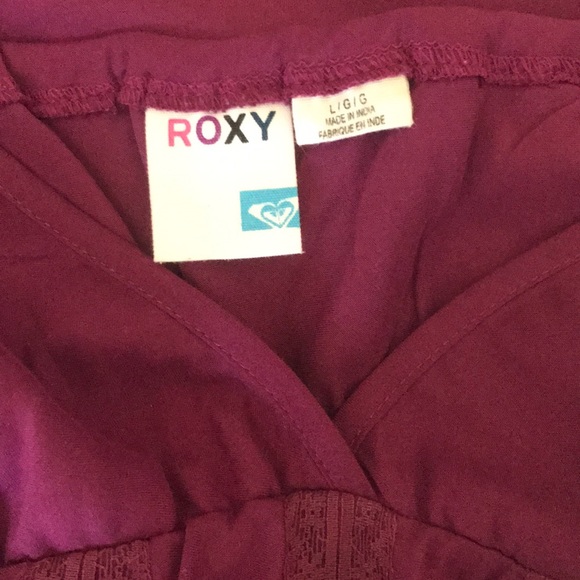 ROXY
L/G/G
MADE IN INDIA
FABRIQUE EN INDE